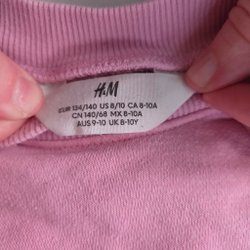 H&M
EUR 134/140 US 8/10 CA 8-10A
CN 140/68 MX 8-10A
AUS 9-10 UK 8-10Y